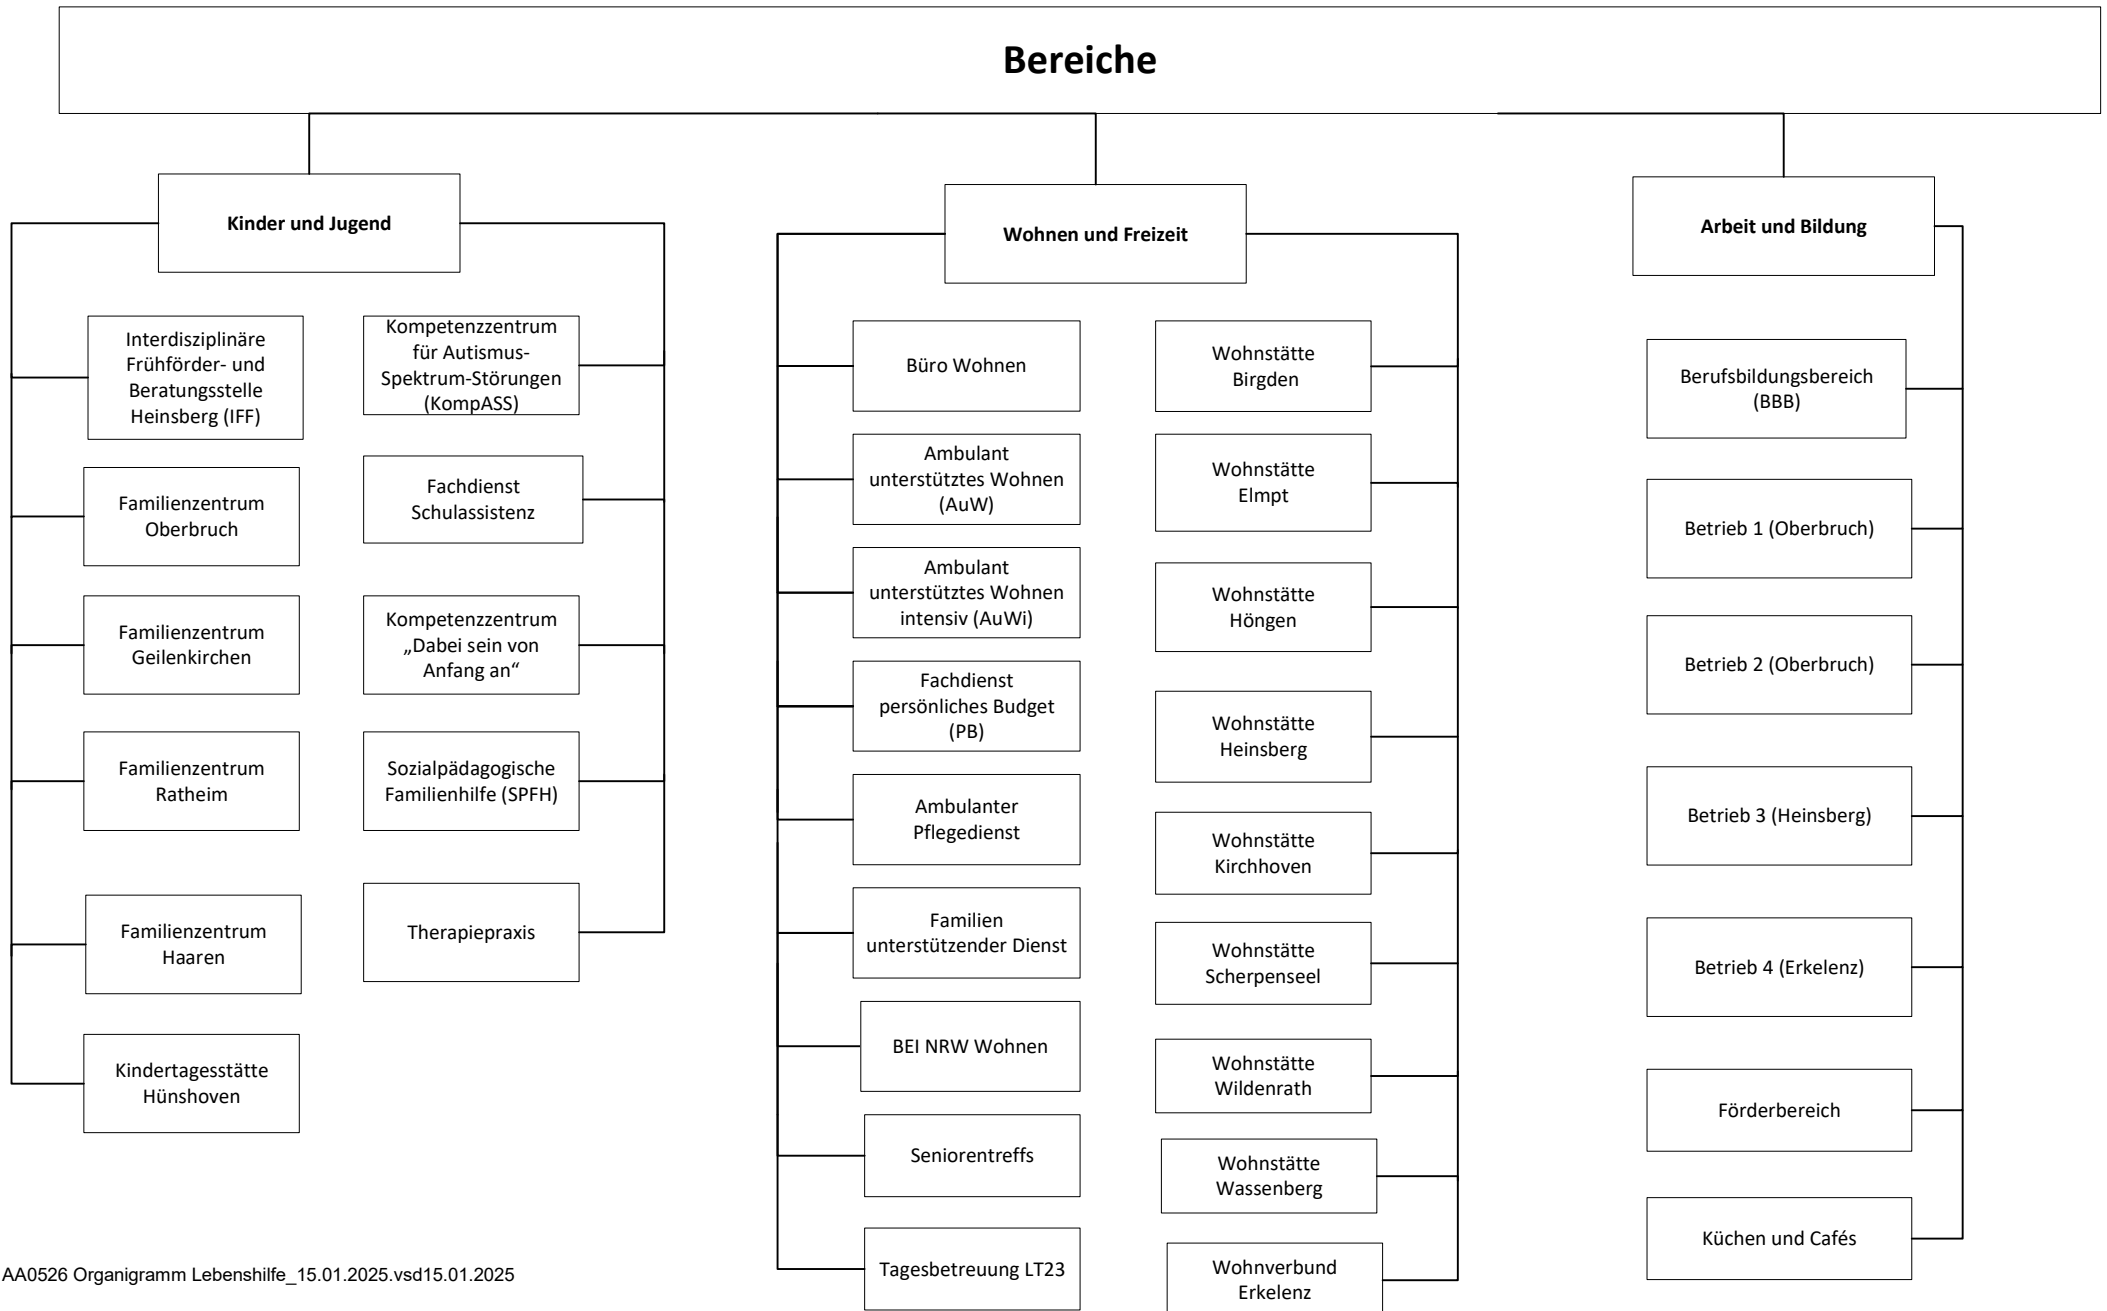 Bereiche
Kinder und Jugend
Interdisziplinäre
Frühförder- und
Beratungsstelle
Heinsberg (IFF)
Familienzentrum
Oberbruch
Familienzentrum
Geilenkirchen
Familienzentrum
Ratheim
Familienzentrum
Haaren
Kindertagesstätte
Hünshoven
Kompetenzzentrum
für Autismus-
Spektrum-Störungen
(KompASS)
Fachdienst
Schulassistenz
Kompetenzzentrum
„Dabei sein von
Anfang an“
Sozialpädagogische
Familienhilfe (SPFH)
Therapiepraxis
Wohnen und Freizeit
Büro Wohnen
Ambulant
unterstütztes Wohnen
(AuW)
Ambulant
unterstütztes Wohnen
intensiv (AuWi)
Fachdienst
persönliches Budget
(PB)
Ambulanter
Pflegedienst
Familien
unterstützender Dienst
BEI NRW Wohnen
Seniorentreffs
Tagesbetreuung LT23
Wohnstätte
Birgden
Wohnstätte
Elmpt
Wohnstätte
Höngen
Wohnstätte
Heinsberg
Wohnstätte
Kirchhoven
Wohnstätte
Scherpenseel
Wohnstätte
Wildenrath
Wohnstätte
Wassenberg
Wohnverbund
Erkelenz
Arbeit und Bildung
Berufsbildungsbereich
(BBB)
Betrieb 1 (Oberbruch)
Betrieb 2 (Oberbruch)
Betrieb 3 (Heinsberg)
Betrieb 4 (Erkelenz)
Förderbereich
Küchen und Cafés
AA0526 Organigramm Lebenshilfe_15.01.2025.vsd15.01.2025